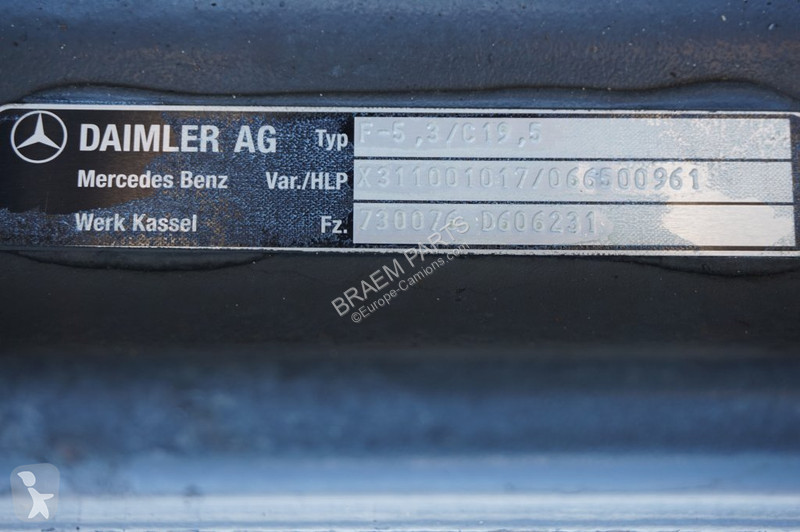 DAIMLER AG Typ F-5,3/C19,5
Mercedes Benz Var./HLP X311001017/066500961
Werk Kassel Fz. 730076 D606231
BRAEM PARTS
©Europe-Camions.com